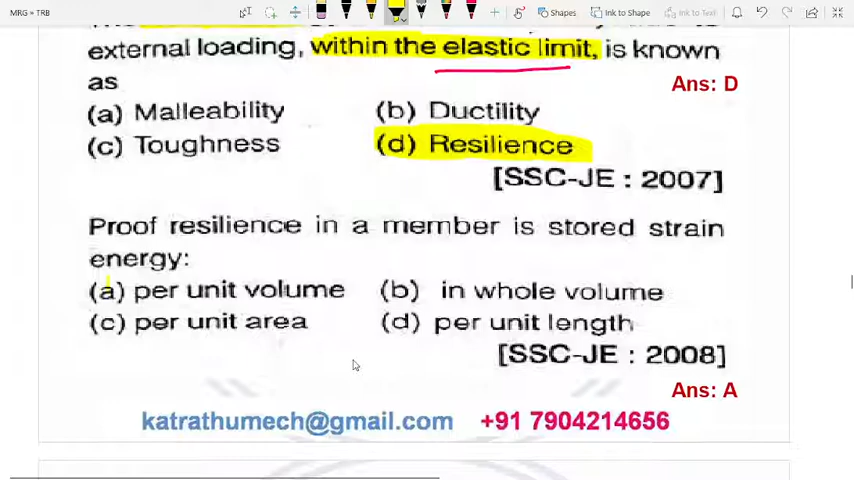 MRG » TRB
Shapes
Ink to Shape
Ink to Text
external loading, within the elastic limit, is known
as
Ans: D
(a) Malleability (b) Ductility
(c) Toughness (d) Resilience
[SSC-JE : 2007]
Proof resilience in a member is stored strain
energy:
(a) per unit volume (b) in whole volume
(c) per unit area (d) per unit length
[SSC-JE : 2008]
Ans: A
katrathumech@gmail.com +91 7904214656